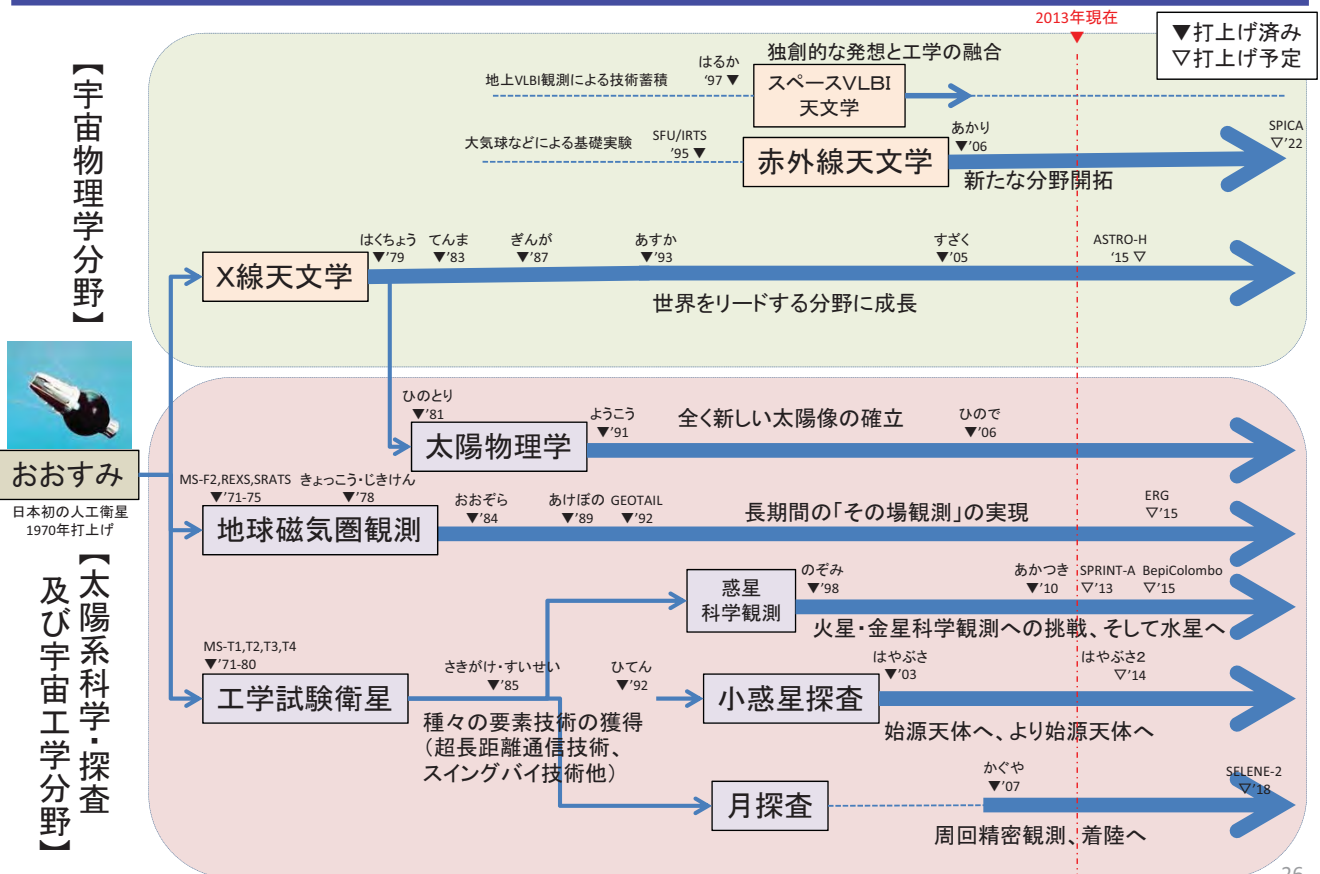 2013年現在
▼打上げ済み
▽打上げ予定
【宇宙物理学分野】
独創的な発想と工学の融合
地上VLBI観測による技術蓄積
はるか
'97 ▼
スペースVLBI
天文学
大気球などによる基礎実験
SFU/IRTS
'95 ▼
赤外線天文学
あかり
▼'06
新たな分野開拓
SPICA
▽'22
X線天文学
はくちょう
▼'79
てんま
▼'83
ぎんが
▼'87
あすか
▼'93
すざく
▼'05
ASTRO-H
'15 ▽
世界をリードする分野に成長
おおすみ
日本初の人工衛星
1970年打上げ
【太陽系科学・探査
及び宇宙工学分野】
ひのとり
▼'81
太陽物理学
ようこう
▼'91
全く新しい太陽像の確立
ひので
▼'06
MS-F2,REXS,SRATS
▼'71-75
きょっこう・じきけん
▼'78
地球磁気圏観測
おおぞら
▼'84
あけぼの
▼'89
GEOTAIL
▼'92
長期間の「その場観測」の実現
ERG
▽'15
惑星
科学観測
のぞみ
▼'98
あかつき
▼'10
SPRINT-A
▽'13
BepiColombo
▽'15
火星・金星科学観測への挑戦、そして水星へ
MS-T1,T2,T3,T4
▼'71-80
工学試験衛星
さきがけ・すいせい
▼'85
種々の要素技術の獲得
（超長距離通信技術、
スイングバイ技術他）
ひてん
▼'92
小惑星探査
はやぶさ
▼'03
はやぶさ2
▽'14
始源天体へ、より始源天体へ
月探査
かぐや
▼'07
SELENE-2
▽'18
周回精密観測、着陸へ
26